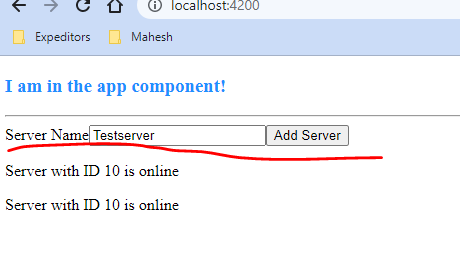 localhost:4200
Expeditors Mahesh
I am in the app component!
Server Name Testserver Add Server
Server with ID 10 is online
Server with ID 10 is online